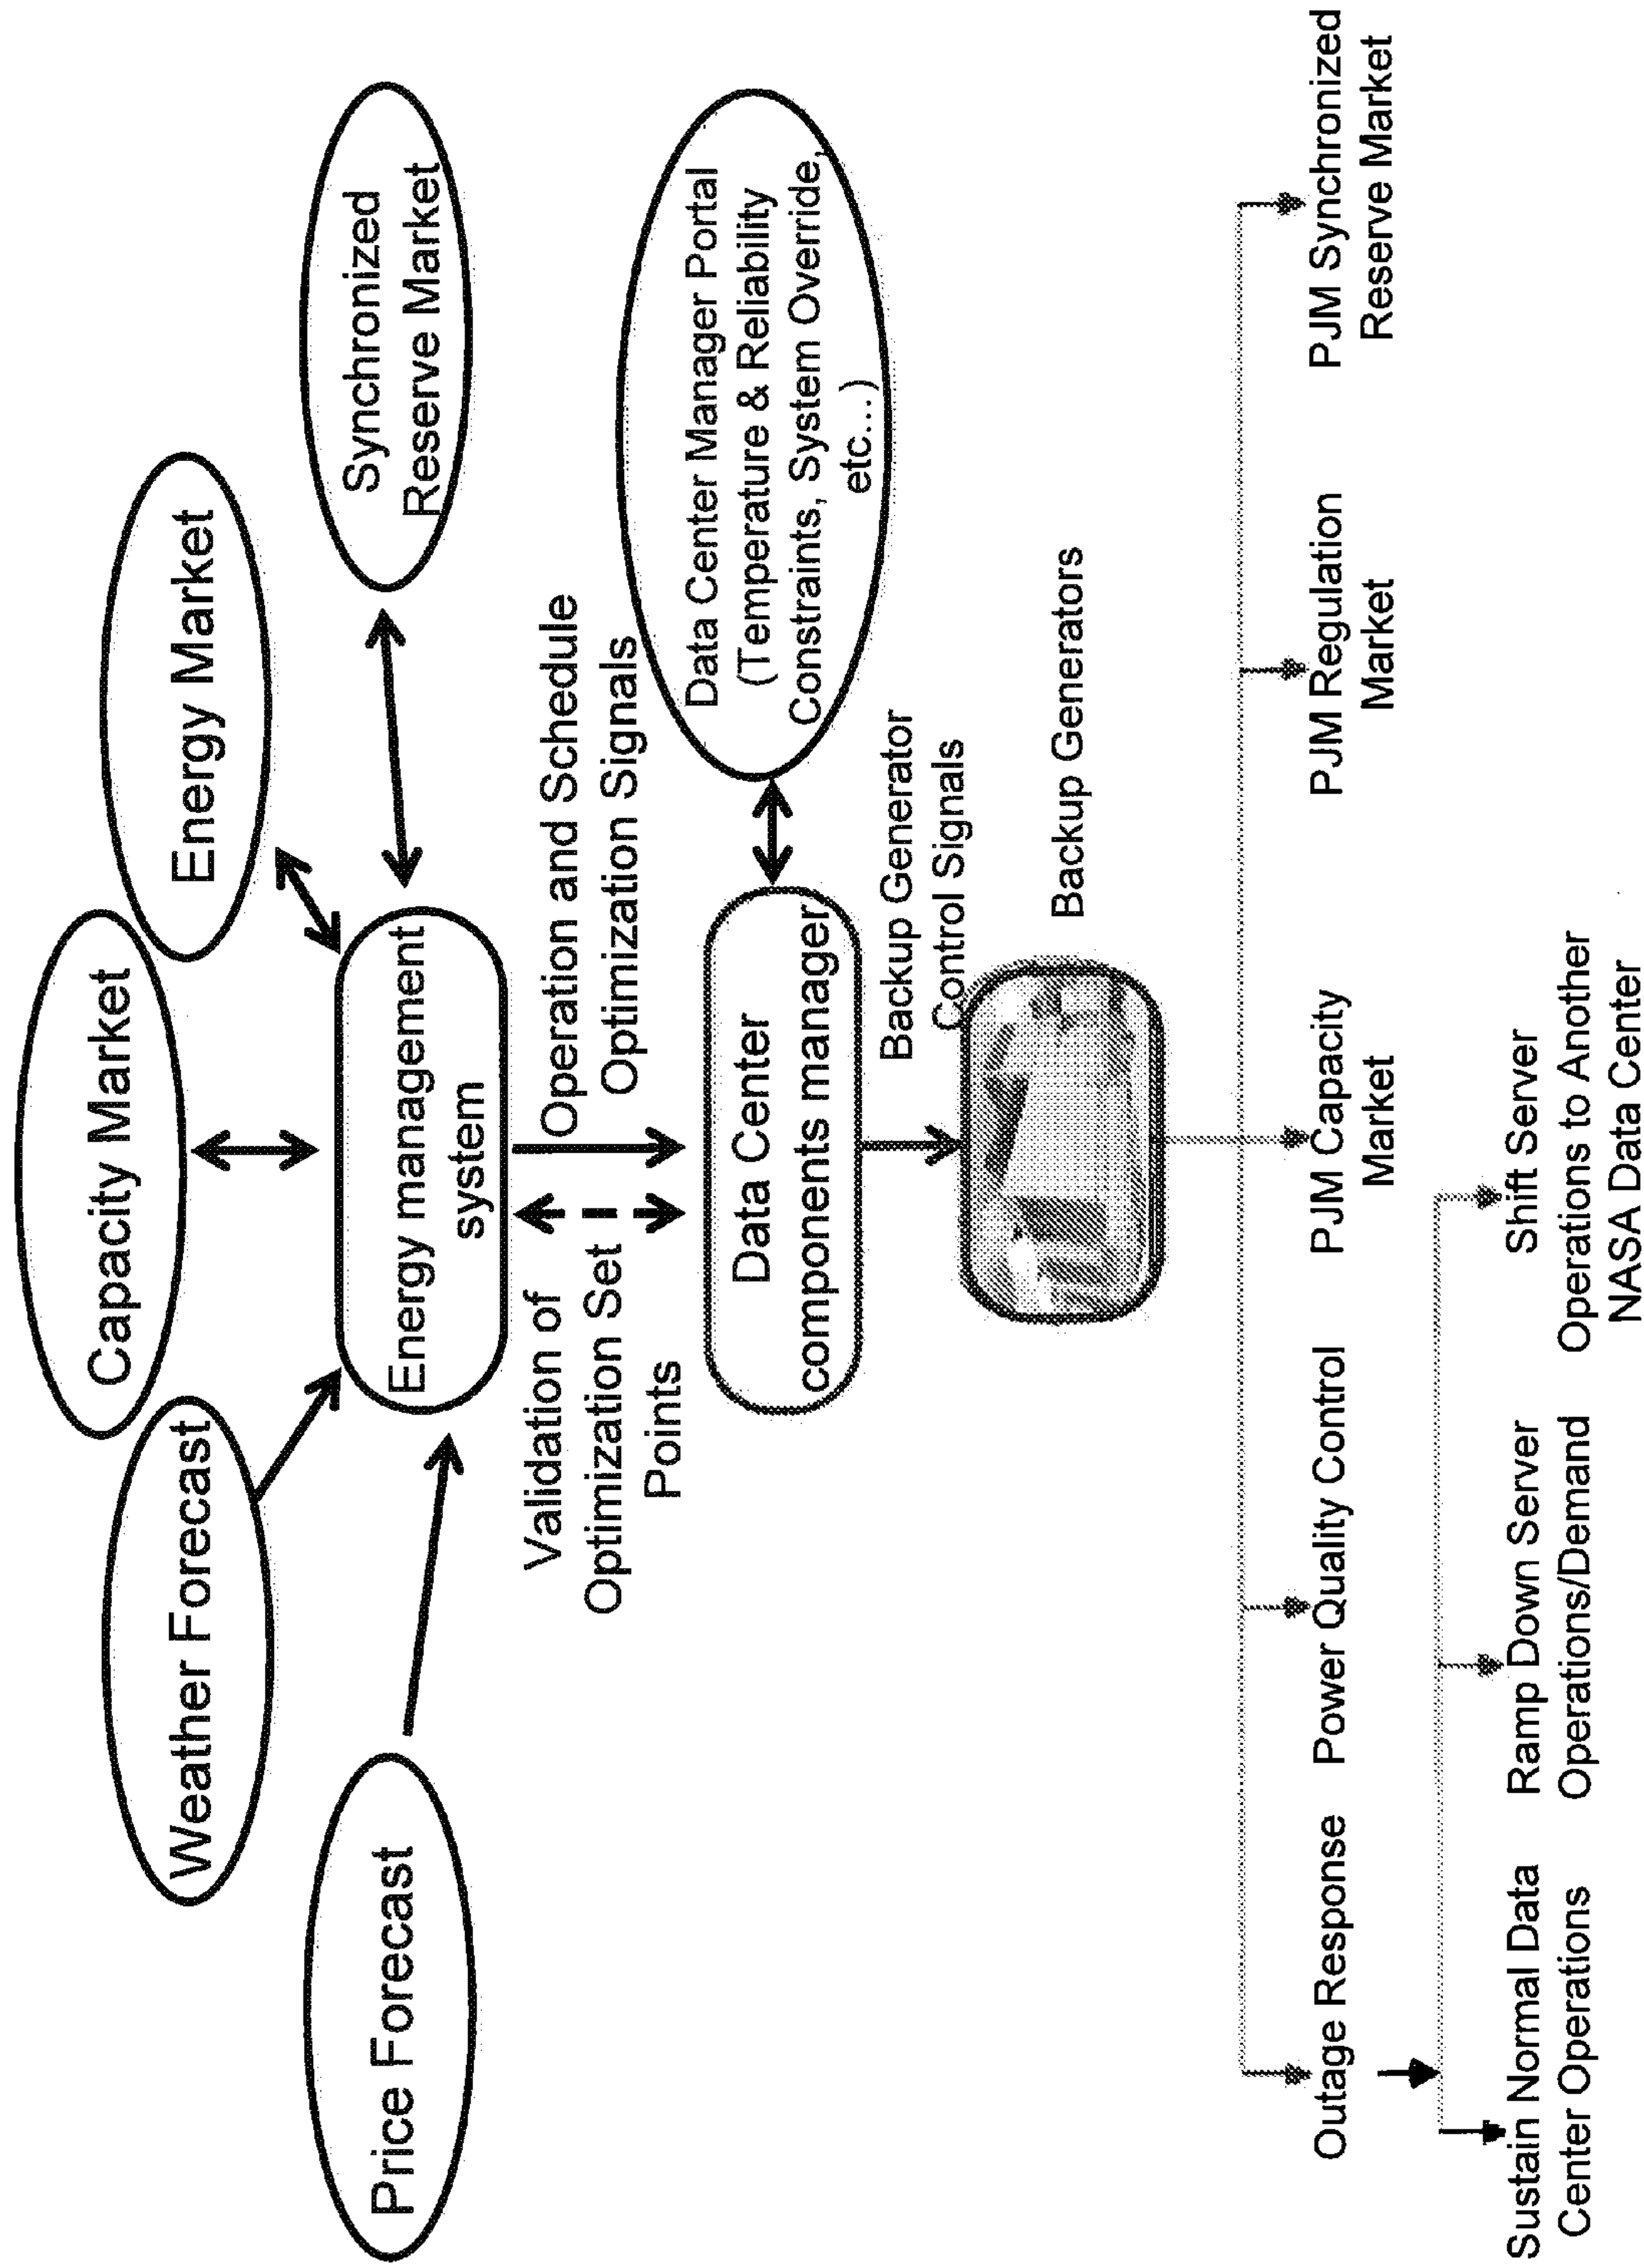 Price Forecast
Weather Forecast
Capacity Market
Energy Market
Synchronized
Reserve Market
Energy management
system
Validation of
Optimization Set
Points
Operation and Schedule
Optimization Signals
Data Center
components manager
Data Center Manager Portal
(Temperature & Reliability
Constraints, System Override,
etc...)
Backup Generator
Control Signals
Backup Generators
Outage Response
Power Quality Control
PJM Capacity
Market
PJM Regulation
Market
PJM Synchronized
Reserve Market
Sustain Normal Data
Center Operations
Ramp Down Server
Operations/Demand
Shift Server
Operations to Another
NASA Data Center